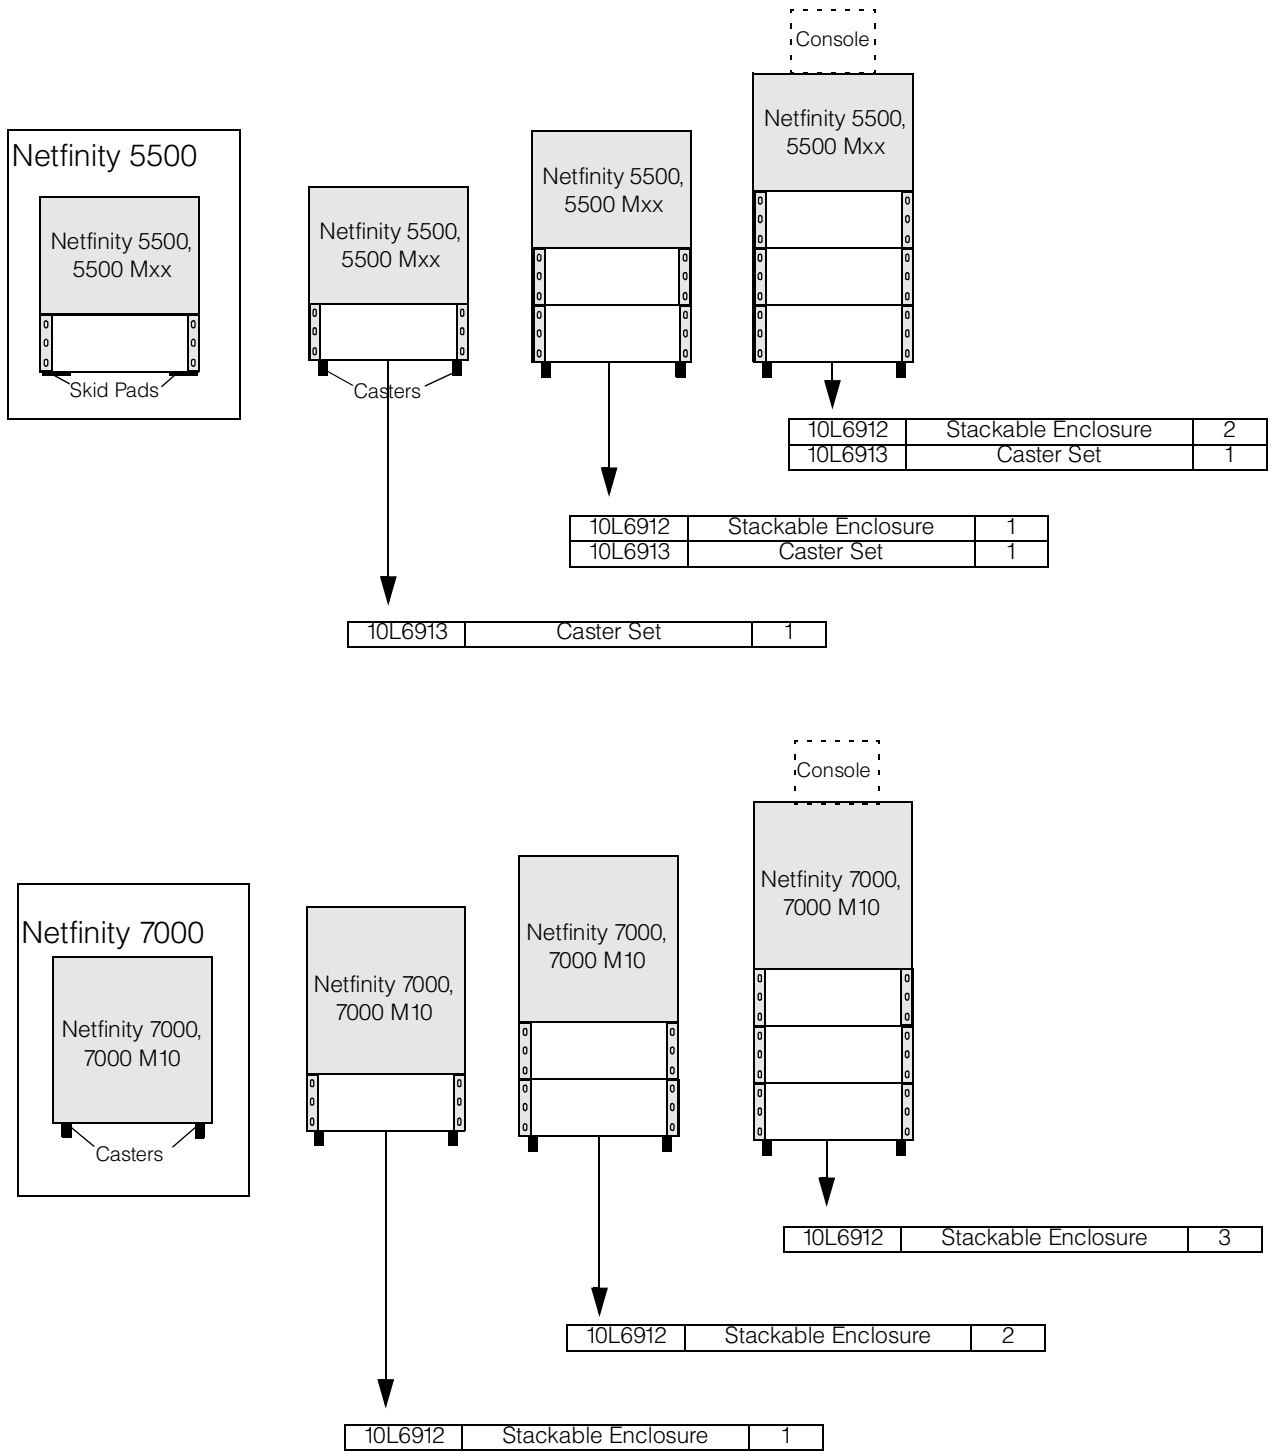 Console
Netfinity 5500
Netfinity 5500,
5500 Mxx
Skid Pads
Netfinity 5500,
5500 Mxx
Casters
Netfinity 5500,
5500 Mxx
Netfinity 5500,
5500 Mxx
10L6912 Stackable Enclosure 2
10L6913 Caster Set 1
10L6912 Stackable Enclosure 1
10L6913 Caster Set 1
10L6913 Caster Set 1
Console
Netfinity 7000
Netfinity 7000,
7000 M10
Casters
Netfinity 7000,
7000 M10
Netfinity 7000,
7000 M10
Netfinity 7000,
7000 M10
10L6912 Stackable Enclosure 3
10L6912 Stackable Enclosure 2
10L6912 Stackable Enclosure 1